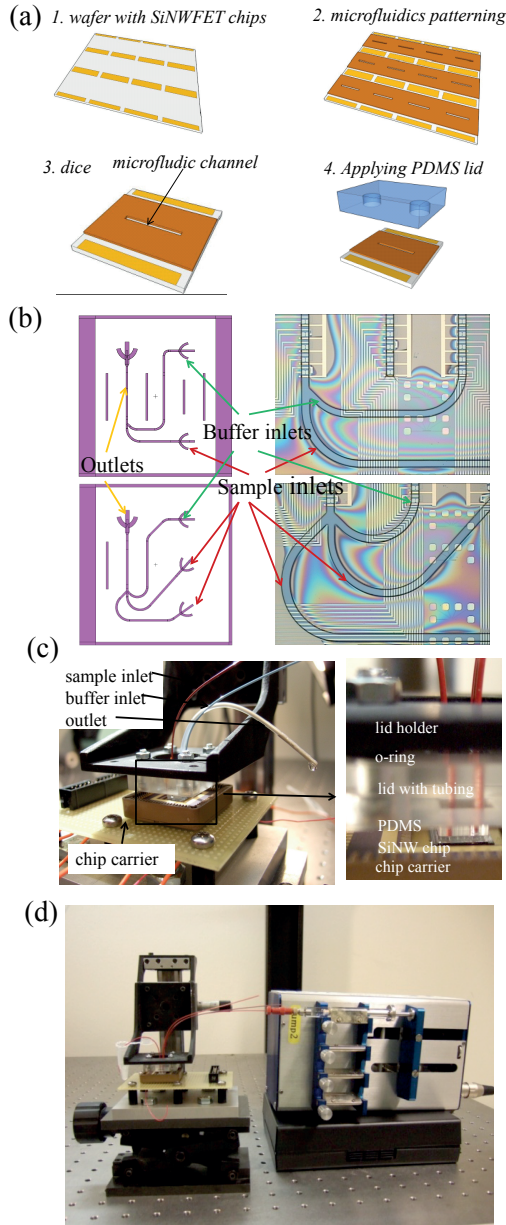 (a)
1. wafer with SiNWFET chips
2. microfluidics patterning
3. dice
microfludic channel
4. Applying PDMS lid
(b)
Buffer inlets
Outlets
Sample inlets
(c)
sample inlet
buffer inlet
outlet
chip carrier
lid holder
o-ring
lid with tubing
PDMS
SiNW chip
chip carrier
(d)
ump2